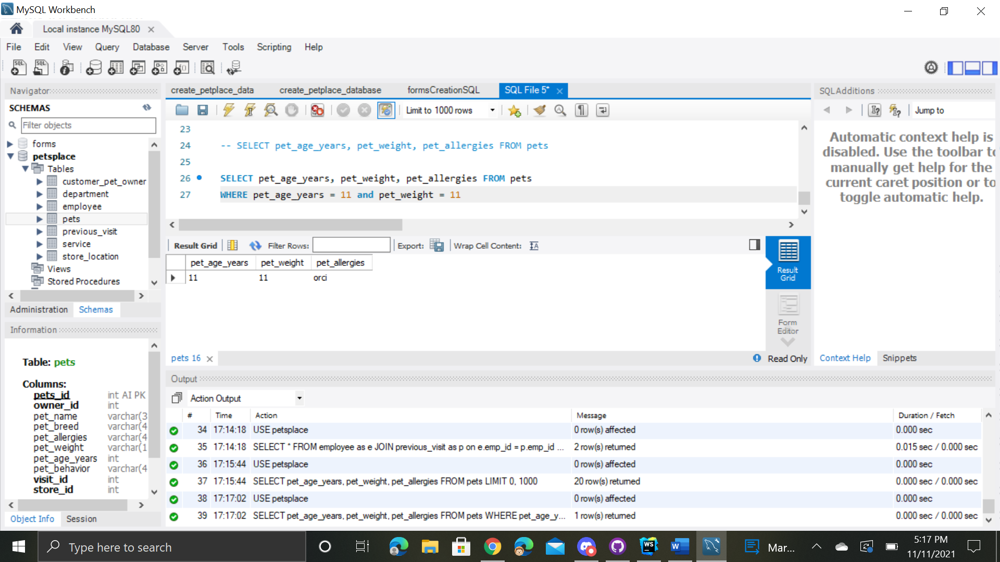 MySQL Workbench
Local instance MySQL80
File Edit View Query Database Server Tools Scripting Help
Navigator
SCHEMAS
Filter objects
forms
petsplace
Tables
customer_pet_owner
department
employee
pets
previous_visit
service
store_location
Views
Stored Procedures
Administration Schemas
Information
Table: pets
Columns:
pets_id int AI PK
owner_id int
pet_name varchar(3
pet_breed varchar(4
pet_allergies varchar(4
pet_weight varchar(1
pet_age_years int
pet_behavior varchar(4
visit_id int
store_id int
Object Info Session
create_petplace_data create_petplace_database formsCreationSQL SQL File 5*
Limit to 1000 rows
23
24 -- SELECT pet_age_years, pet_weight, pet_allergies FROM pets
25
26 SELECT pet_age_years, pet_weight, pet_allergies FROM pets
27 WHERE pet_age_years = 11 and pet_weight = 11
Result Grid Filter Rows: Export: Wrap Cell Content:
pet_age_years pet_weight pet_allergies
11 11 orci
Result
Grid
Form
Editor
pets 16
Read Only
SQLAdditions
Jump to
Automatic context help is
disabled. Use the toolbar to
manually get help for the
current caret position or to
toggle automatic help.
Context Help Snippets
Output
Action Output
# Time Action Message Duration / Fetch
34 17:14:18 USE petsplace 0 row(s) affected 0.000 sec
35 17:14:18 SELECT * FROM employee as e JOIN previous_visit as p on e.emp_id = p.emp_id ... 2 row(s) returned 0.015 sec / 0.000 sec
36 17:15:44 USE petsplace 0 row(s) affected 0.000 sec
37 17:15:44 SELECT pet_age_years, pet_weight, pet_allergies FROM pets LIMIT 0, 1000 20 row(s) returned 0.000 sec / 0.000 sec
38 17:17:02 USE petsplace 0 row(s) affected 0.000 sec
39 17:17:02 SELECT pet_age_years, pet_weight, pet_allergies FROM pets WHERE pet_age_y... 1 row(s) returned 0.000 sec / 0.000 sec
Type here to search
WS
W
Mar...
5:17 PM
11/11/2021